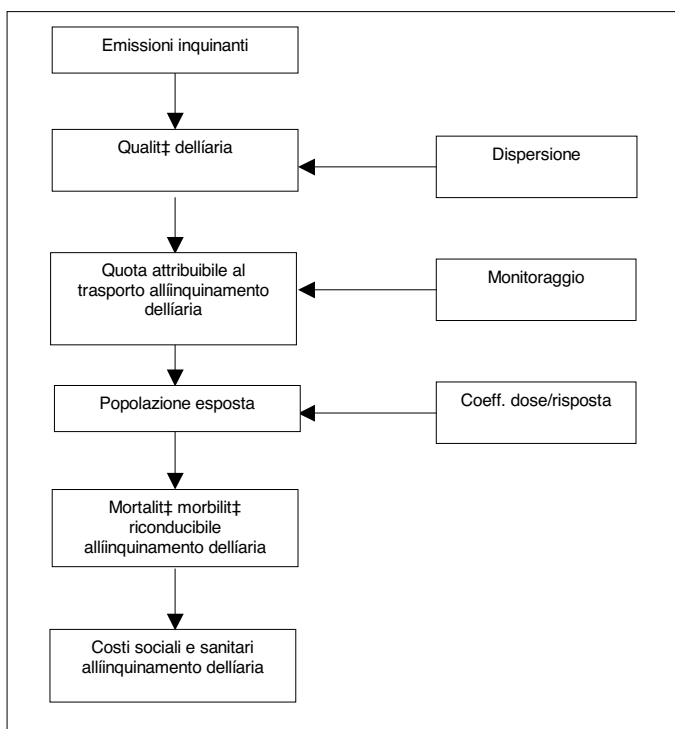 Emissioni inquinanti
Qualit‡ dellíaria
Dispersione
Quota attribuibile al
trasporto allíinquinamento
dellíaria
Monitoraggio
Popolazione esposta
Coeff. dose/risposta
Mortalit‡ morbilit‡
riconducibile
allíinquinamento dellíaria
Costi sociali e sanitari
allíinquinamento dellíaria